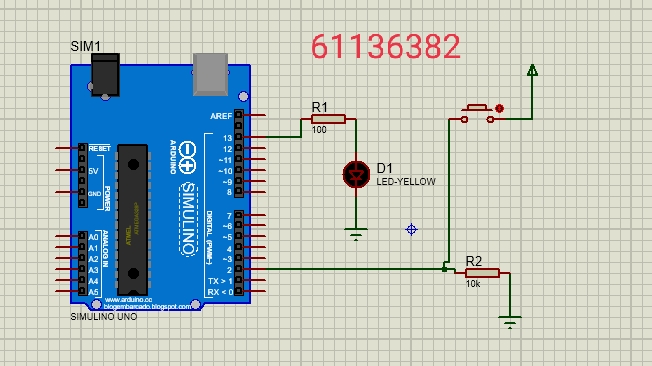 61136382
SIM1
AREF
13
12
~11
~10
~9
8
7
~6
~5
4
~3
2
TX > 1
RX < 0
RESET
5V
GND
POWER
A0
A1
A2
A3
A4
A5
ANALOG IN
ATMEL
ARDUINO
SIMULINO
DIGITAL (PWM~)
www.arduino.cc
blogembarcado.blogspot.com
SIMULINO UNO
R1
100
D1
LED-YELLOW
R2
10k